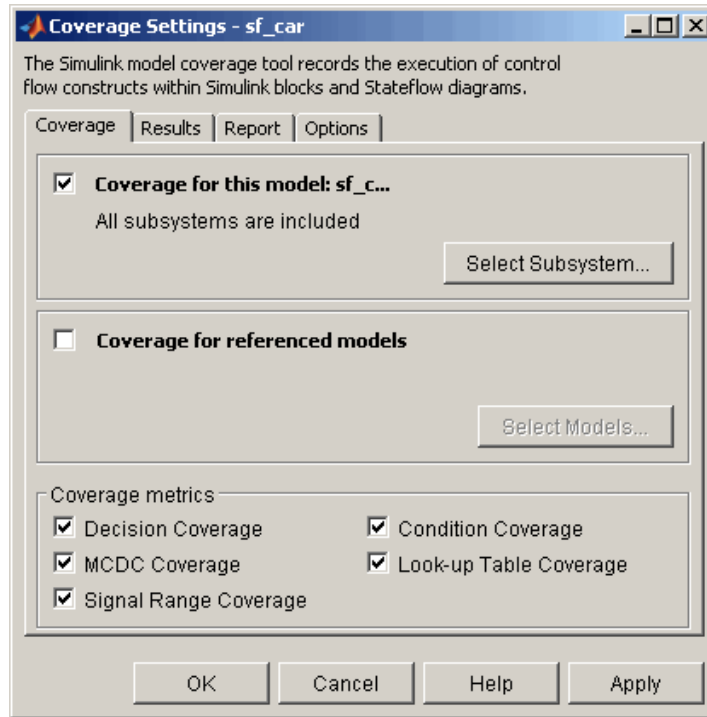 Coverage Settings - sf_car
The Simulink model coverage tool records the execution of control
flow constructs within Simulink blocks and Stateflow diagrams.
Coverage Results Report Options
Coverage for this model: sf_c...
All subsystems are included
Select Subsystem...
Coverage for referenced models
Select Models...
Coverage metrics
Decision Coverage Condition Coverage
MCDC Coverage Look-up Table Coverage
Signal Range Coverage
OK Cancel Help Apply